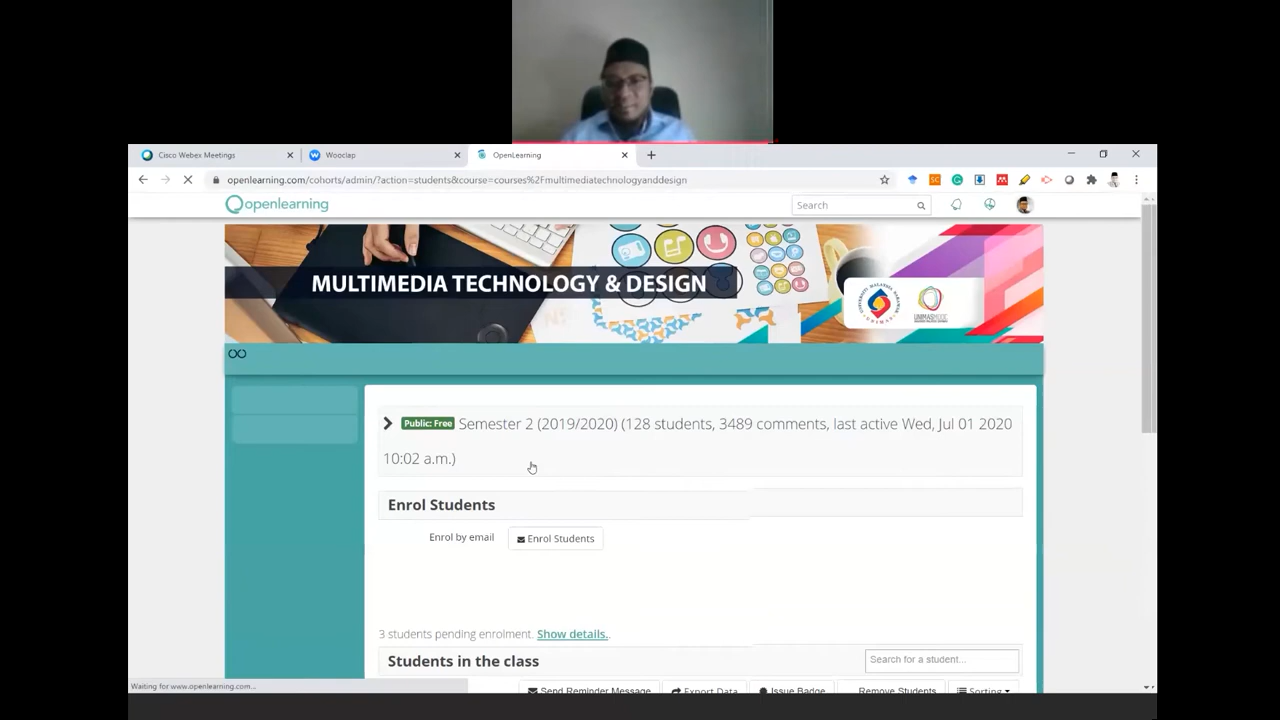 Cisco Webex Meetings
Wooclap
OpenLearning
openlearning.com/cohorts/admin/?action=students&course=courses%2Fmultimediatechnologyanddesign
openlearning
Search
MULTIMEDIA TECHNOLOGY & DESIGN
Public: Free Semester 2 (2019/2020) (128 students, 3489 comments, last active Wed, Jul 01 2020
10:02 a.m.)
Enrol Students
Enrol by email
Enrol Students
3 students pending enrolment. Show details..
Students in the class
Search for a student...
Send Reminder Message
Export Data
Issue Badge
Remove Students
Sorting
Waiting for www.openlearning.com...